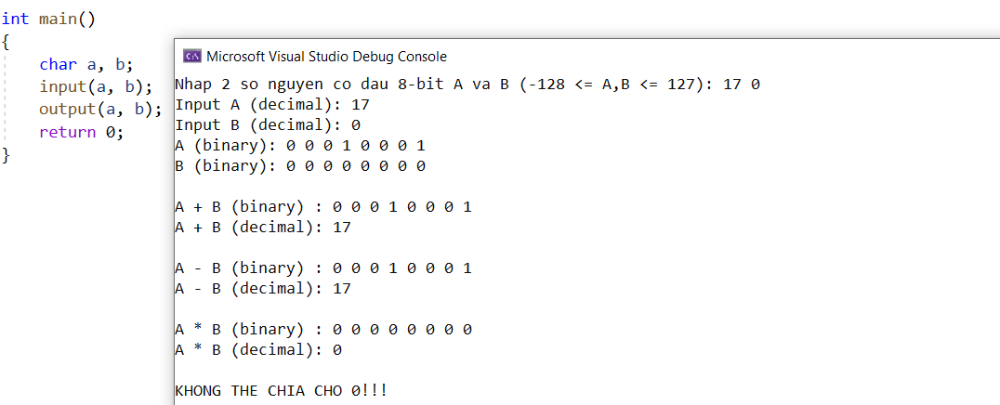 int main()
{
char a, b;
input(a, b);
output(a, b);
return 0;
}
Microsoft Visual Studio Debug Console
Nhap 2 so nguyen co dau 8-bit A va B (-128 <= A,B <= 127): 17 0
Input A (decimal): 17
Input B (decimal): 0
A (binary): 0 0 0 1 0 0 0 1
B (binary): 0 0 0 0 0 0 0 0
A + B (binary) : 0 0 0 1 0 0 0 1
A + B (decimal): 17
A - B (binary) : 0 0 0 1 0 0 0 1
A - B (decimal): 17
A * B (binary) : 0 0 0 0 0 0 0 0
A * B (decimal): 0
KHONG THE CHIA CHO 0!!!